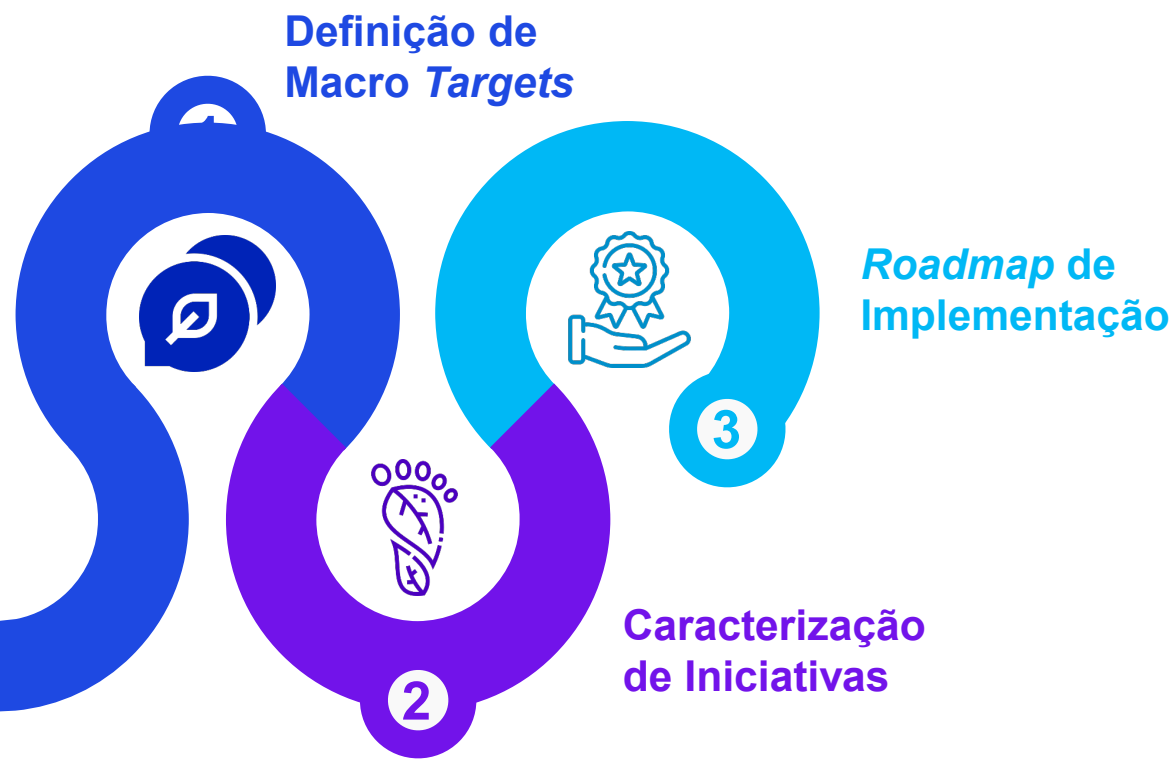 Definição de
Macro Targets
Roadmap de
Implementação
3
Caracterização
de Iniciativas
2